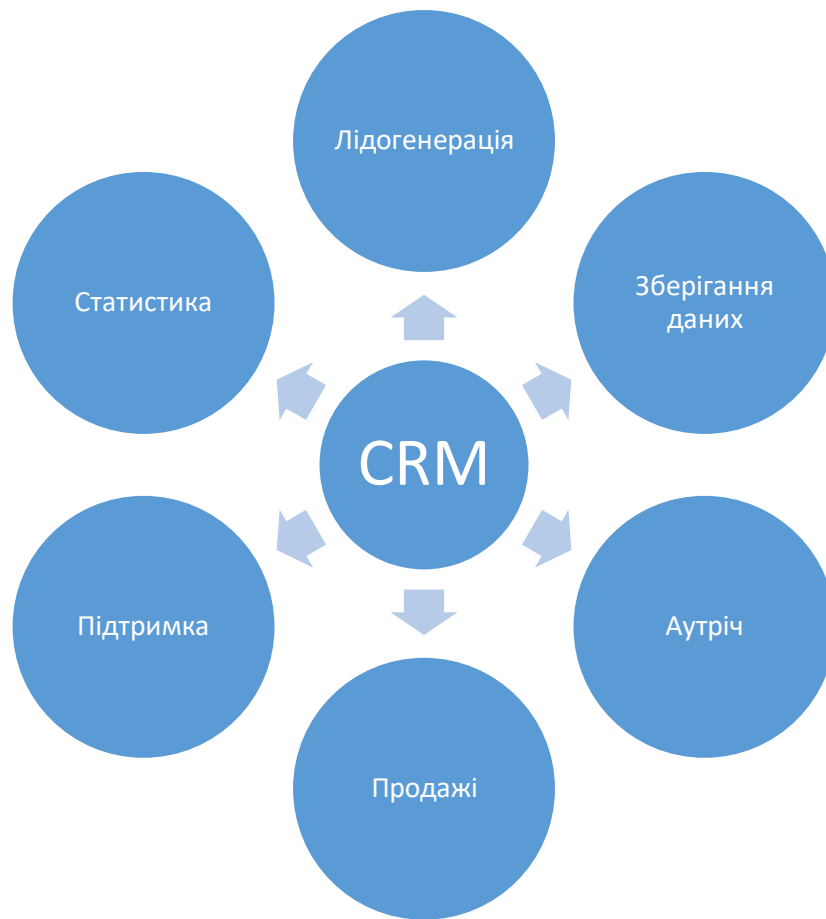 Лідогенерація
Статистика
Зберігання
даних
CRM
Підтримка
Аутріч
Продажі